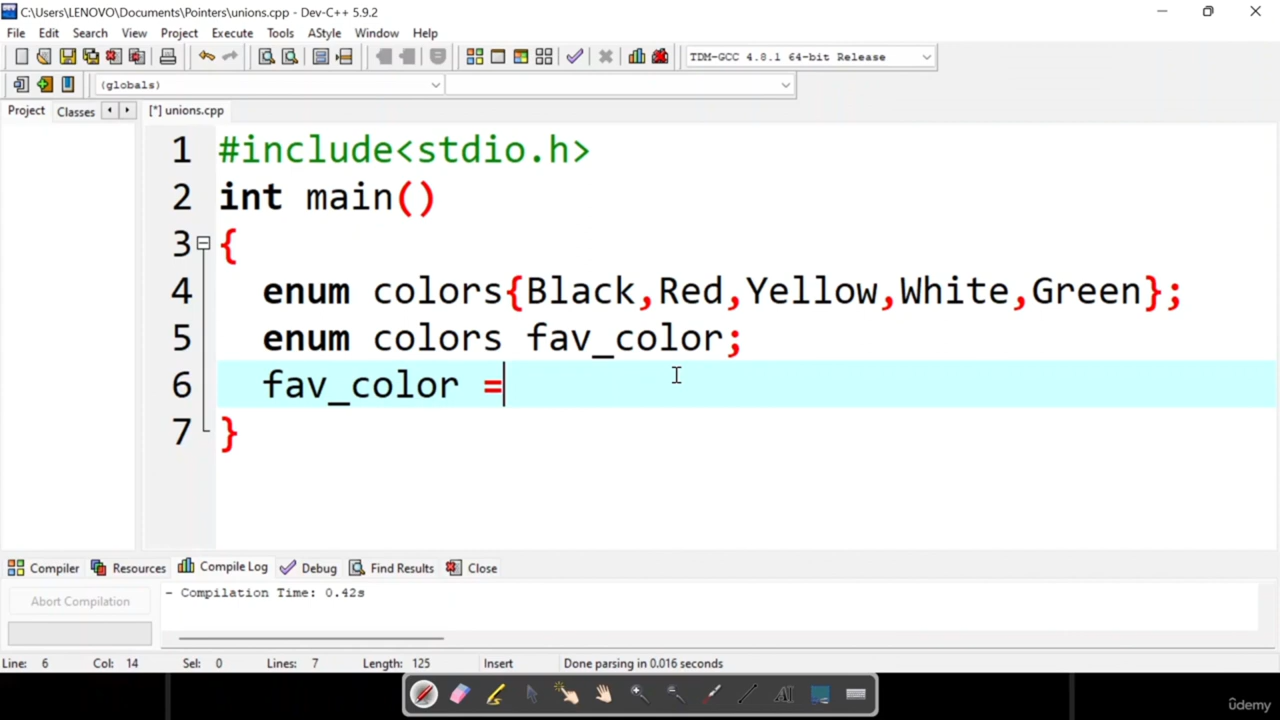 C:\Users\LENOVO\Documents\Pointers\unions.cpp - Dev-C++ 5.9.2
File Edit Search View Project Execute Tools AStyle Window Help
TDM-GCC 4.8.1 64-bit Release
(globals)
Project Classes [*] unions.cpp
1 #include<stdio.h>
2 int main()
3 {
4 enum colors{Black,Red,Yellow,White,Green};
5 enum colors fav_color;
6 fav_color =
7 }
Compiler Resources Compile Log Debug Find Results Close
Abort Compilation
- Compilation Time: 0.42s
Line: 6 Col: 14 Sel: 0 Lines: 7 Length: 125 Insert Done parsing in 0.016 seconds
AI
ûdemy